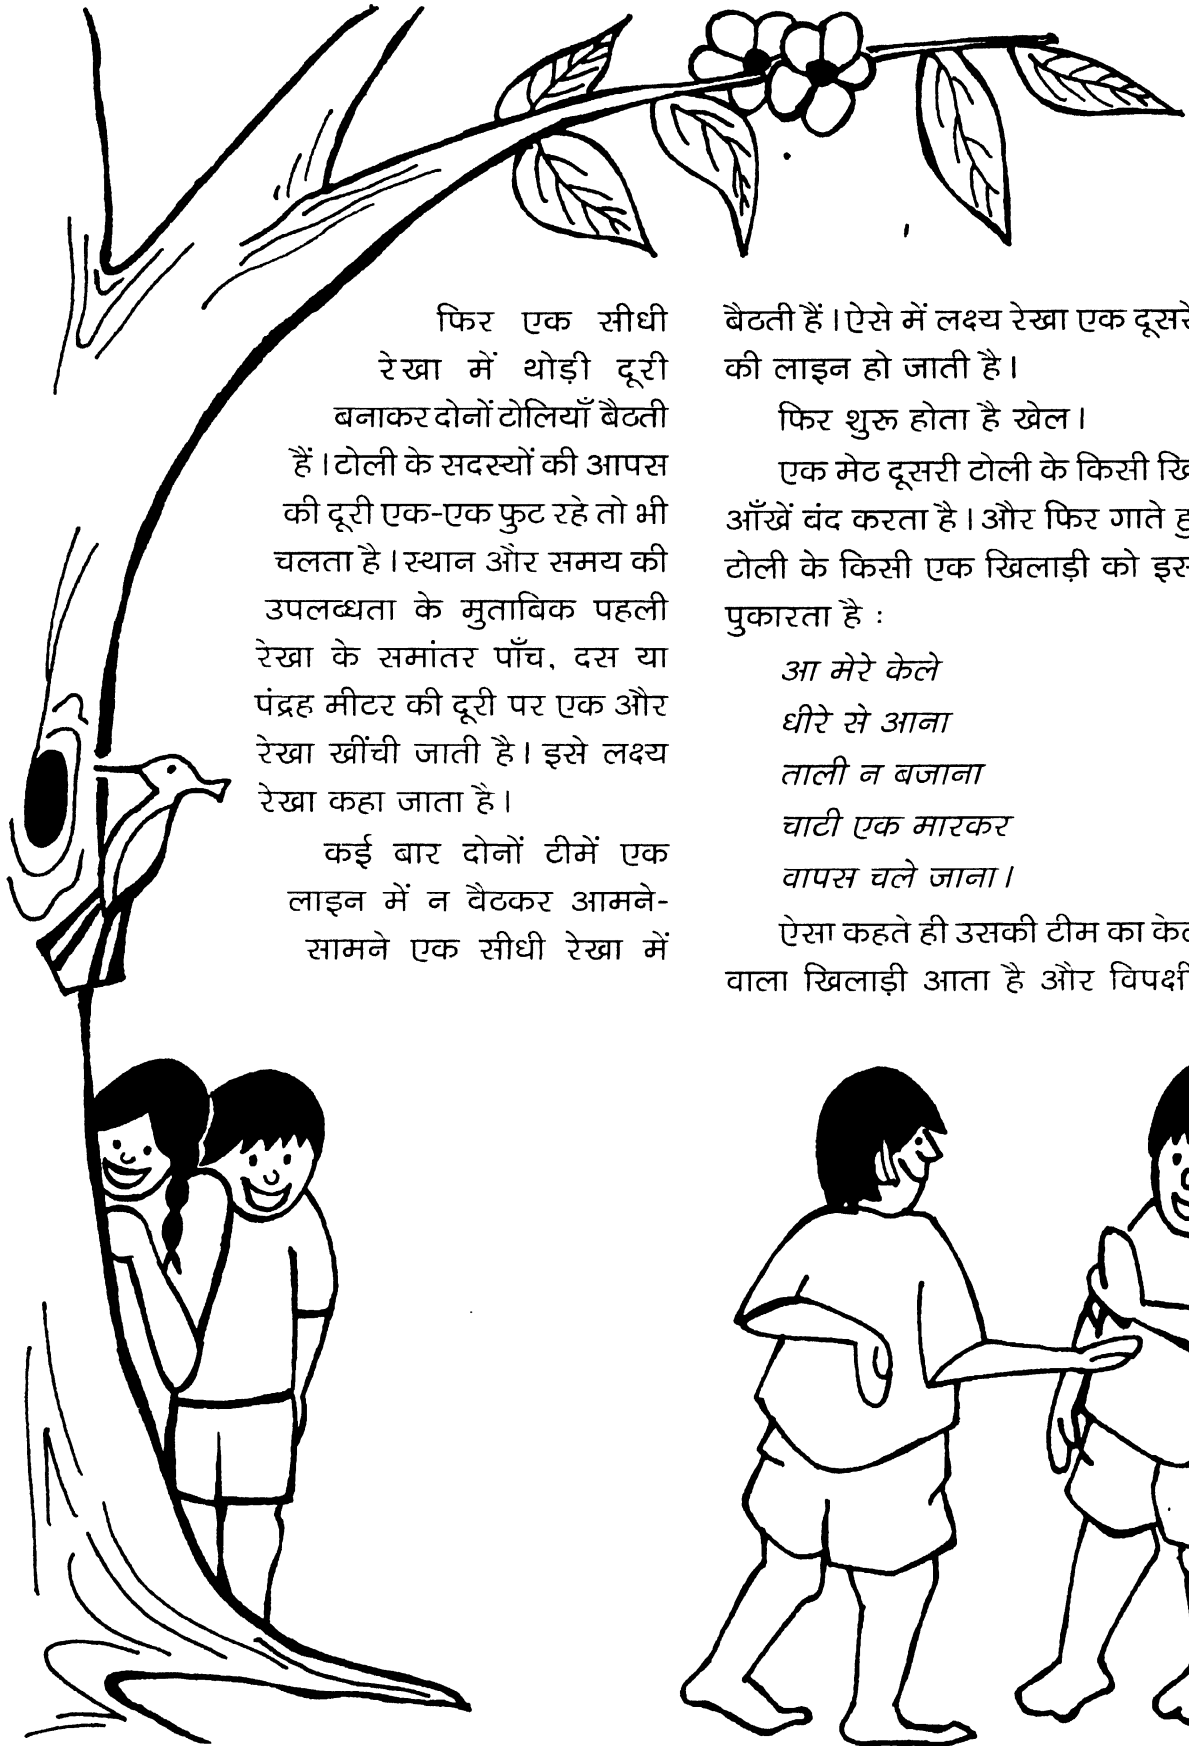 फिर एक सीधी
रेखा में थोड़ी दूरी
बनाकर दोनों टोलियाँ बैठती
हैं । टोली के सदस्यों की आपस
की दूरी एक-एक फुट रहे तो भी
चलता है । स्थान और समय की
उपलब्धता के मुताबिक पहली
रेखा के समांतर पाँच, दस या
पंद्रह मीटर की दूरी पर एक और
रेखा खींची जाती है । इसे लक्ष्य
रेखा कहा जाता है ।
कई बार दोनों टीमें एक
लाइन में न बैठकर आमने-
सामने एक सीधी रेखा में
बैठती हैं । ऐसे में लक्ष्य रेखा एक दूसरे
की लाइन हो जाती है ।
फिर शुरू होता है खेल ।
एक मेठ दूसरी टोली के किसी
आँखें बंद करता है । और फिर गाते
टोली के किसी एक खिलाड़ी को
पुकारता है :
आ मेरे केले
धीरे से आना
ताली न बजाना
चाटी एक मारकर
वापस चले जाना ।
ऐसा कहते ही उसकी टीम का
वाला खिलाड़ी आता है और विपक्षी